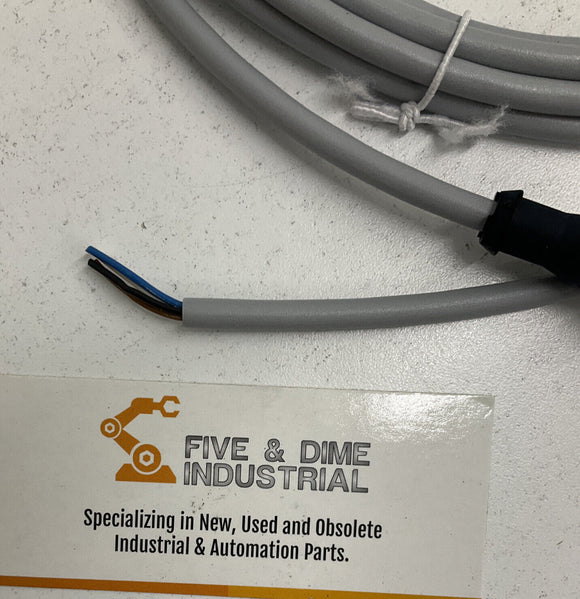 FIVE & DIME
INDUSTRIAL
Specializing in New, Used and Obsolete
Industrial & Automation Parts.